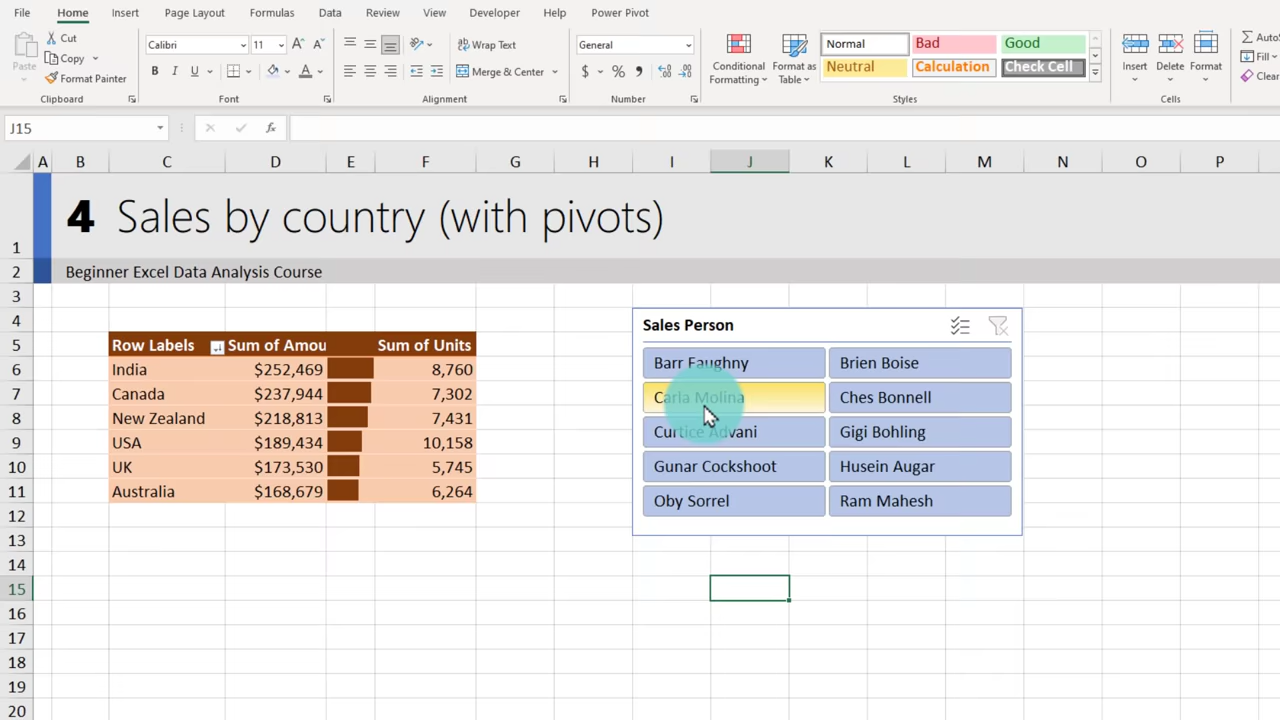 File Home Insert Page Layout Formulas Data Review View Developer Help Power Pivot
Cut
Copy
Format Painter
Paste
Clipboard
Calibri 11 A A
B I U A
Font
Wrap Text
Merge & Center
Alignment
General
$ % ,
Number
Conditional Formatting
Format as Table
Normal Bad Good
Neutral Calculation Check Cell
Styles
Insert Delete Format
Cells
Fill
J15 fx
A B C D E F G H I J K L M N O P
1 4 Sales by country (with pivots)
2 Beginner Excel Data Analysis Course
3
4 Sales Person
5 Row Labels Sum of Amou Sum of Units
6 India $252,469 8,760 Barr Faughny Brien Boise
7 Canada $237,944 7,302 Carla Molina Ches Bonnell
8 New Zealand $218,813 7,431
9 USA $189,434 10,158 Curtice Advani Gigi Bohling
10 UK $173,530 5,745 Gunar Cockshoot Husein Augar
11 Australia $168,679 6,264 Oby Sorrel Ram Mahesh
12
13
14
15
16
17
18
19
20